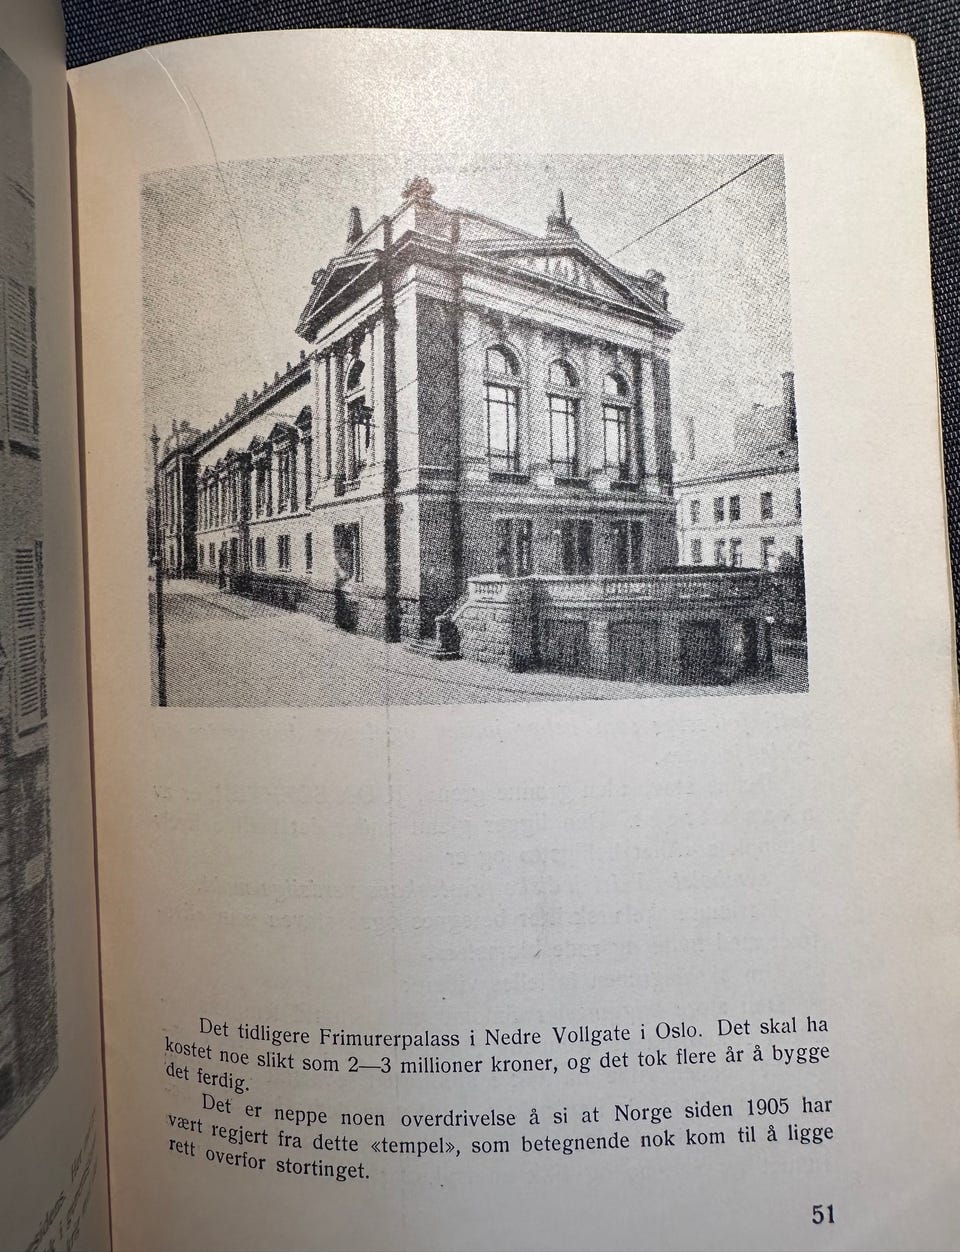 Det tidligere Frimurerpalass i Nedre Vollgate i Oslo. Det skal ha
kostet noe slikt som 2—3 millioner kroner, og det tok flere år å bygge
det ferdig.
Det er neppe noen overdrivelse å si at Norge siden 1905 har
vært regjert fra dette «tempel», som betegnende nok kom til å ligge
rett overfor stortinget.
51